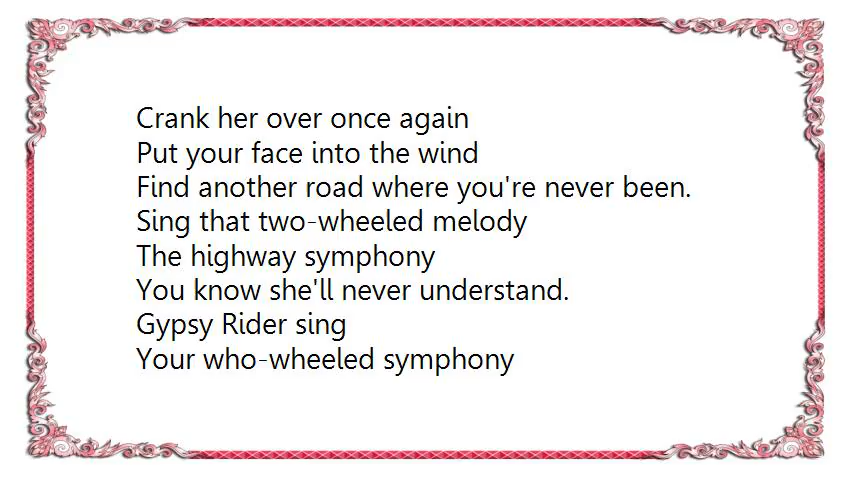 Crank her over once again
Put your face into the wind
Find another road where you're never been.
Sing that two-wheeled melody
The highway symphony
You know she'll never understand.
Gypsy Rider sing
Your who-wheeled symphony